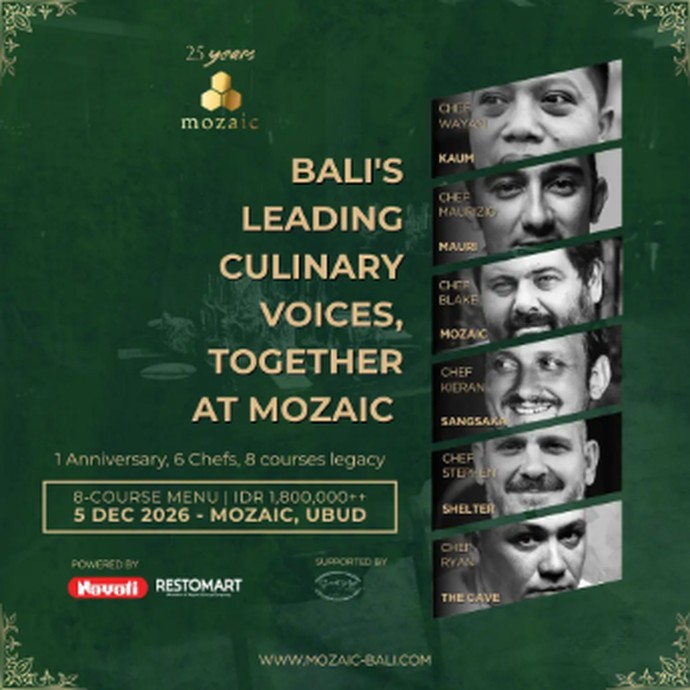 25 years
mozaic
BALI'S
LEADING
CULINARY
VOICES,
TOGETHER
AT MOZAIC
1 Anniversary, 6 Chefs, 8 courses legacy
8-COURSE MENU | IDR 1,800,000++
5 DEC 2026 - MOZAIC, UBUD
POWERED BY
Navati RESTOMART
SUPPORTED BY
CHEF
WAYAN
KAUM
CHEF
MAURIZIO
MAURI
CHEF
BLAKE
MOZAIC
CHEF
KIERAN
SANGSAKA
CHEF
STEPHEN
SHELTER
CHEF
RYAN
THE CAVE
WWW.MOZAIC-BALI.COM